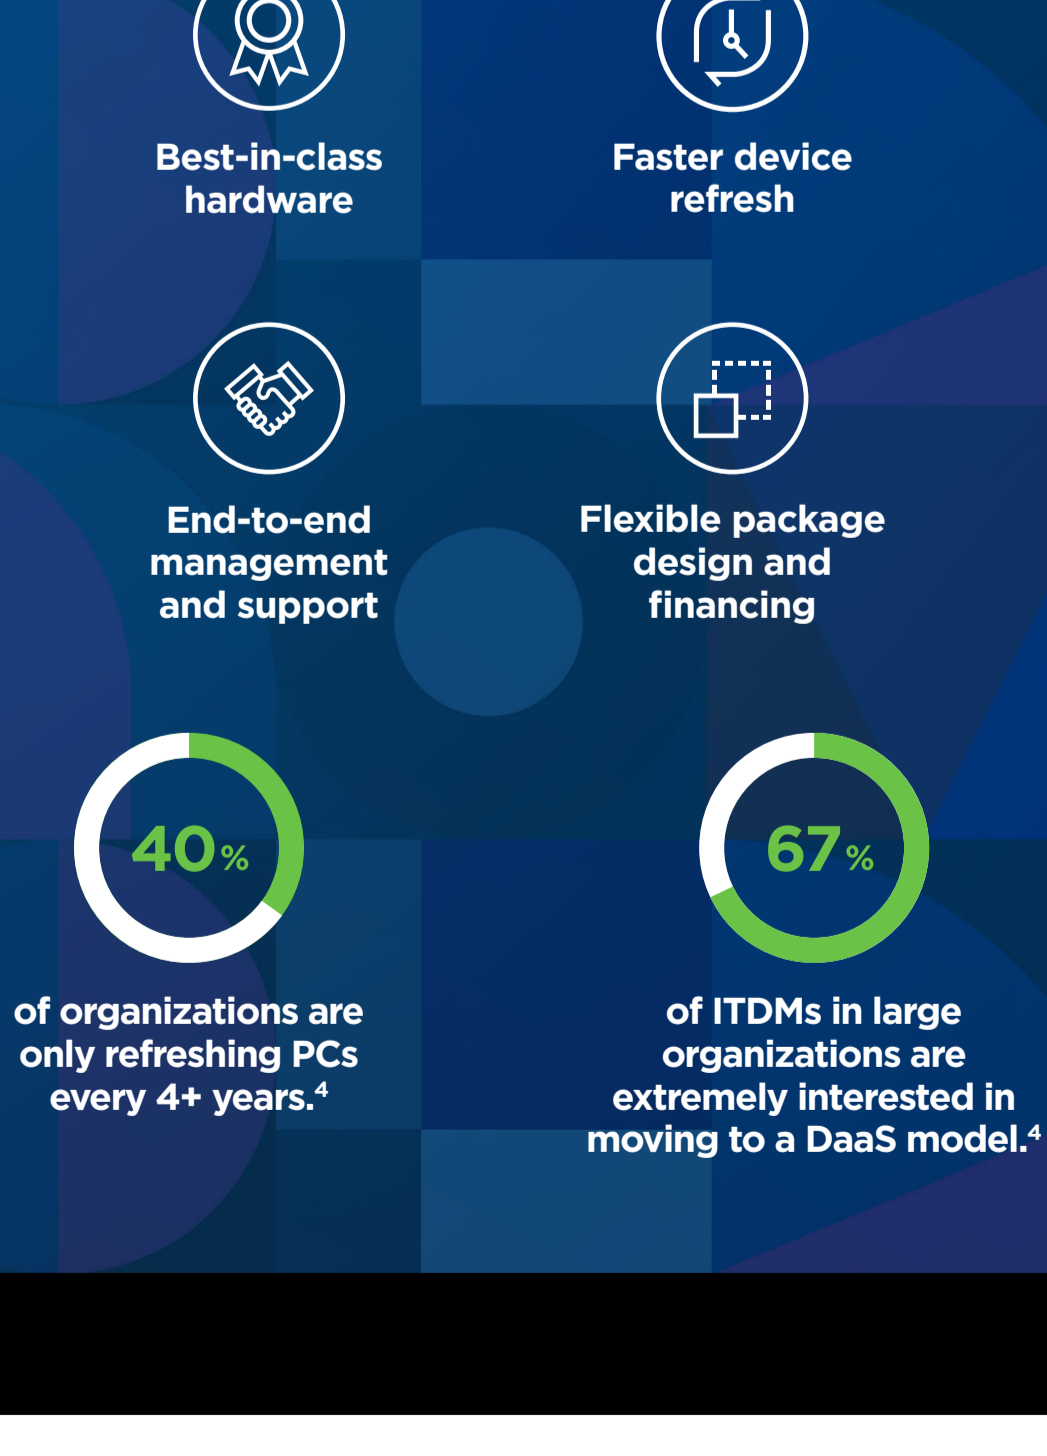 Best-in-class
hardware
Faster device
refresh
End-to-end
management
and support
Flexible package
design and
financing
40%
of organizations are
only refreshing PCs
every 4+ years.⁴
67%
of ITDMs in large
organizations are
extremely interested in
moving to a DaaS model.⁴